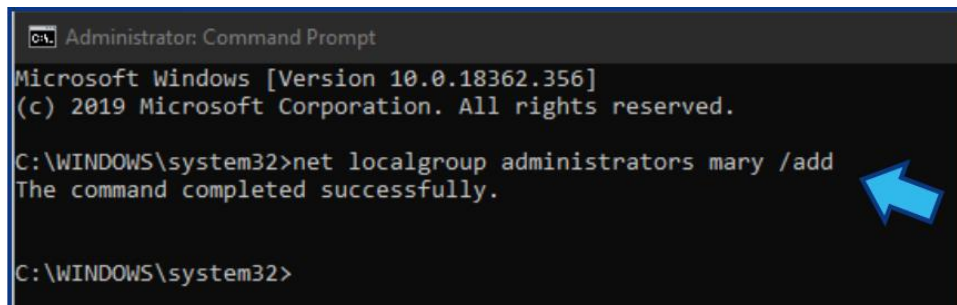 Administrator: Command Prompt
Microsoft Windows [Version 10.0.18362.356]
(c) 2019 Microsoft Corporation. All rights reserved.
C:\WINDOWS\system32>net localgroup administrators mary /add
The command completed successfully.
C:\WINDOWS\system32>